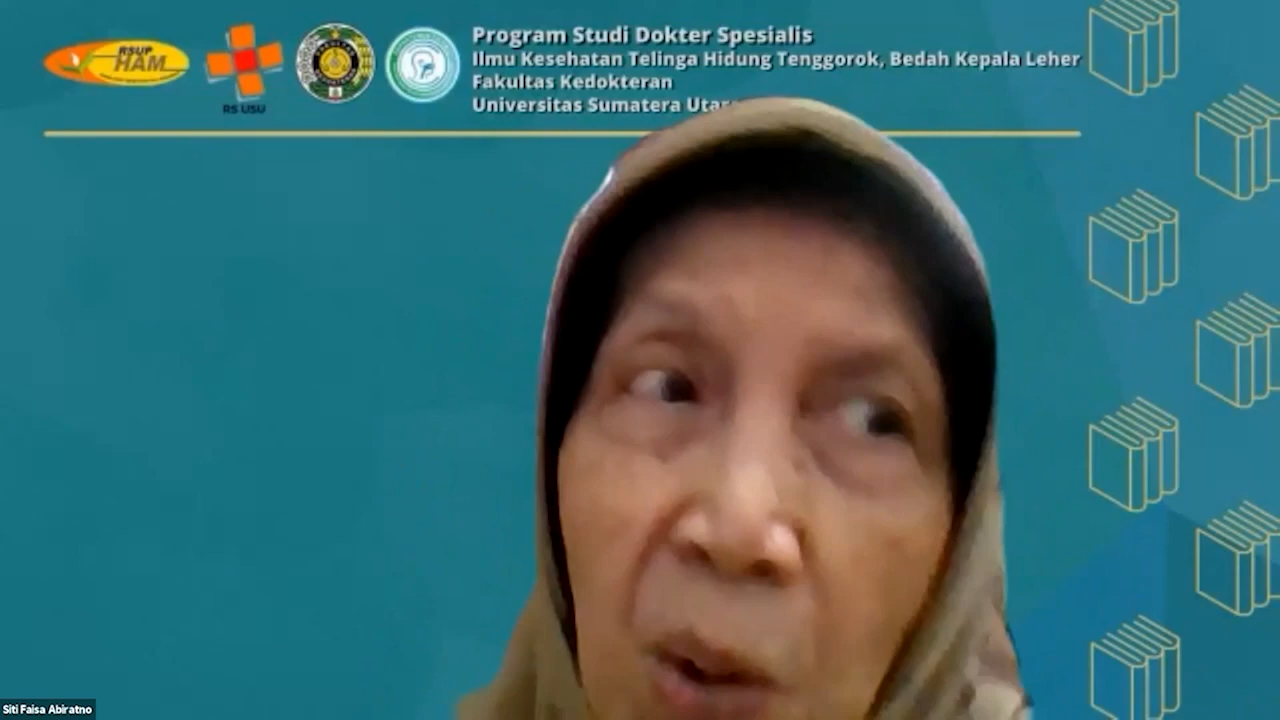 RSUP
HAM
RS USU
Program Studi Dokter Spesialis
Ilmu Kesehatan Telinga Hidung Tenggorok, Bedah Kepala Leher
Fakultas Kedokteran
Universitas Sumatera Utar
Siti Faisa Abiratno